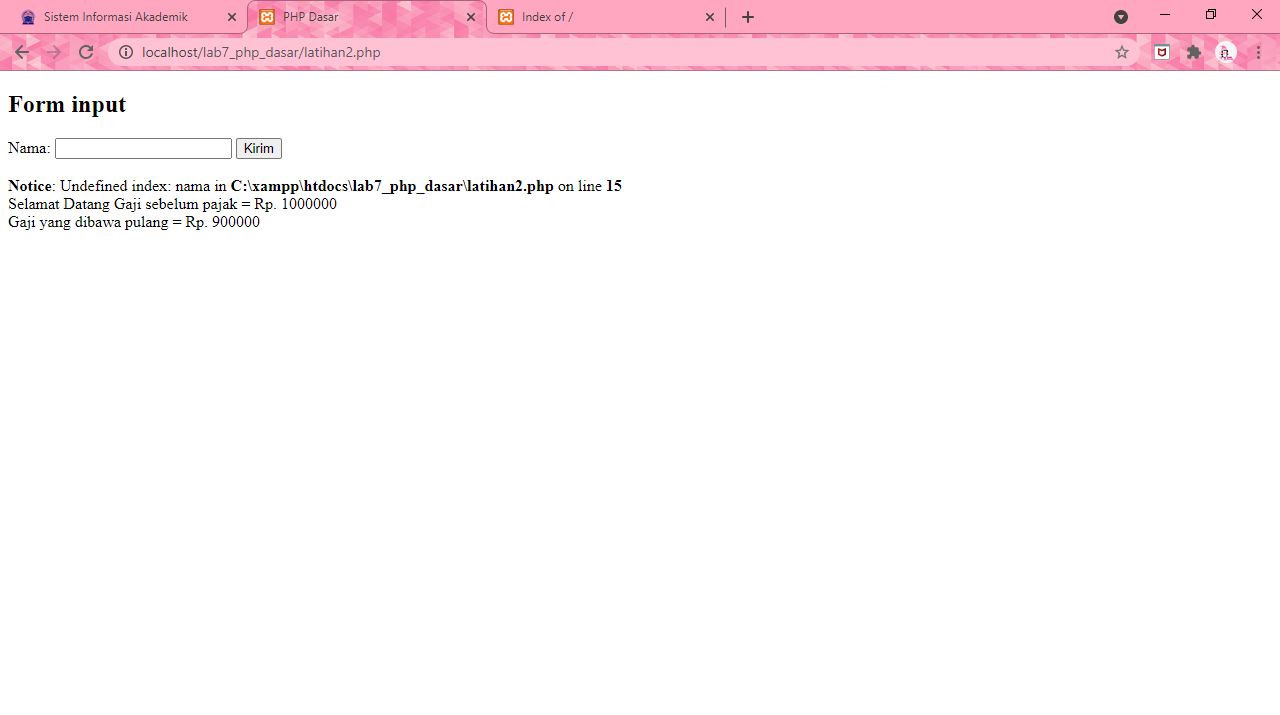 Sistem Informasi Akademik
PHP Dasar
Index of /
localhost/lab7_php_dasar/latihan2.php
Form input
Nama: Kirim
Notice: Undefined index: nama in C:\xampp\htdocs\lab7_php_dasar\latihan2.php on line 15
Selamat Datang Gaji sebelum pajak = Rp. 1000000
Gaji yang dibawa pulang = Rp. 900000